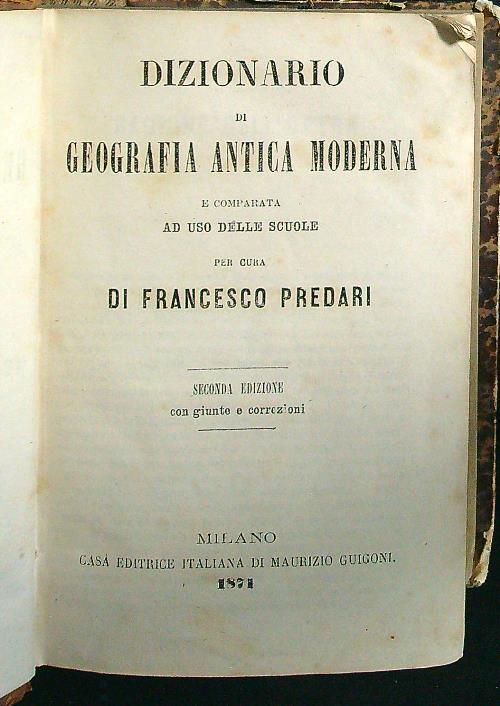 DIZIONARIO
DI
GEOGRAFIA ANTICA MODERNA
E COMPARATA
AD USO DELLE SCUOLE
PER CURA
DI FRANCESCO PREDARI
SECONDA EDIZIONE
con giunte e correzioni
MILANO
CASA EDITRICE ITALIANA DI MAURIZIO GUIGONI.
1871